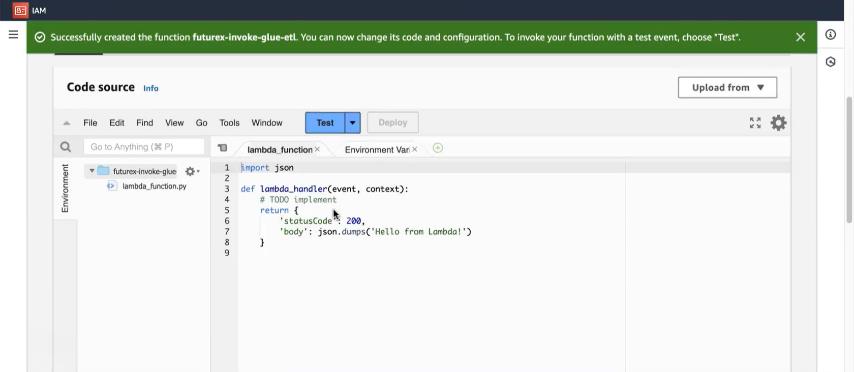 IAM
Successfully created the function futurex-invoke-glue-etl. You can now change its code and configuration. To invoke your function with a test event, choose "Test".
Code source Info
Upload from
File Edit Find View Go Tools Window Test Deploy
Go to Anything (⌘ P)
lambda_function
Environment Vari
Environment
futurex-invoke-glue
lambda_function.py
1 import json
2
3 def lambda_handler(event, context):
4 # TODO implement
5 return {
6 'statusCode': 200,
7 'body': json.dumps('Hello from Lambda!')
8 }
9